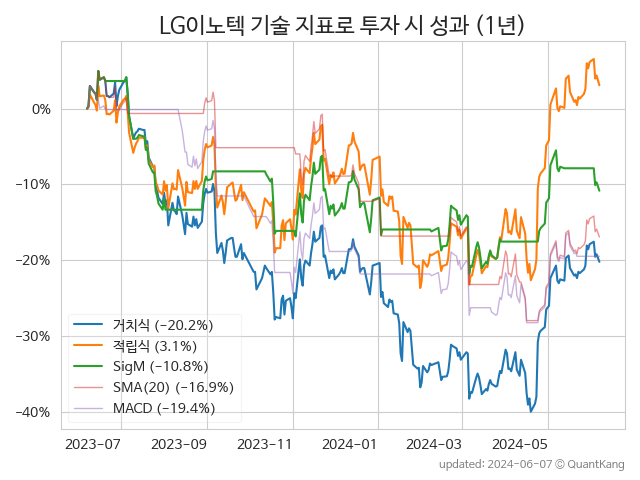 LG이노텍 기술 지표로 투자 시 성과 (1년)
0%
−10%
−20%
−30%
−40%
거치식 (−20.2%)
적립식 (3.1%)
SigM (−10.8%)
SMA(20) (−16.9%)
MACD (−19.4%)
2023-07
2023-09
2023-11
2024-01
2024-03
2024-05
updated: 2024-06-07 © QuantKang